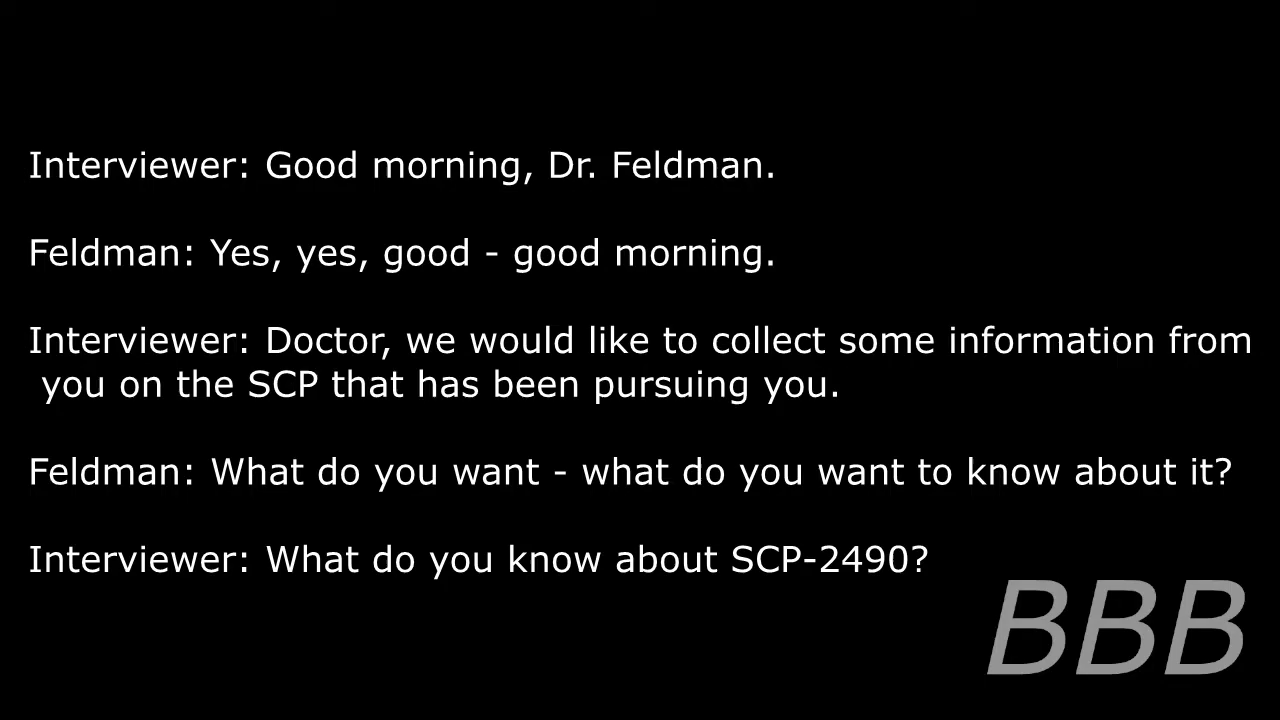 Interviewer: Good morning, Dr. Feldman.
Feldman: Yes, yes, good - good morning.
Interviewer: Doctor, we would like to collect some information from
you on the SCP that has been pursuing you.
Feldman: What do you want - what do you want to know about it?
Interviewer: What do you know about SCP-2490?
BBB